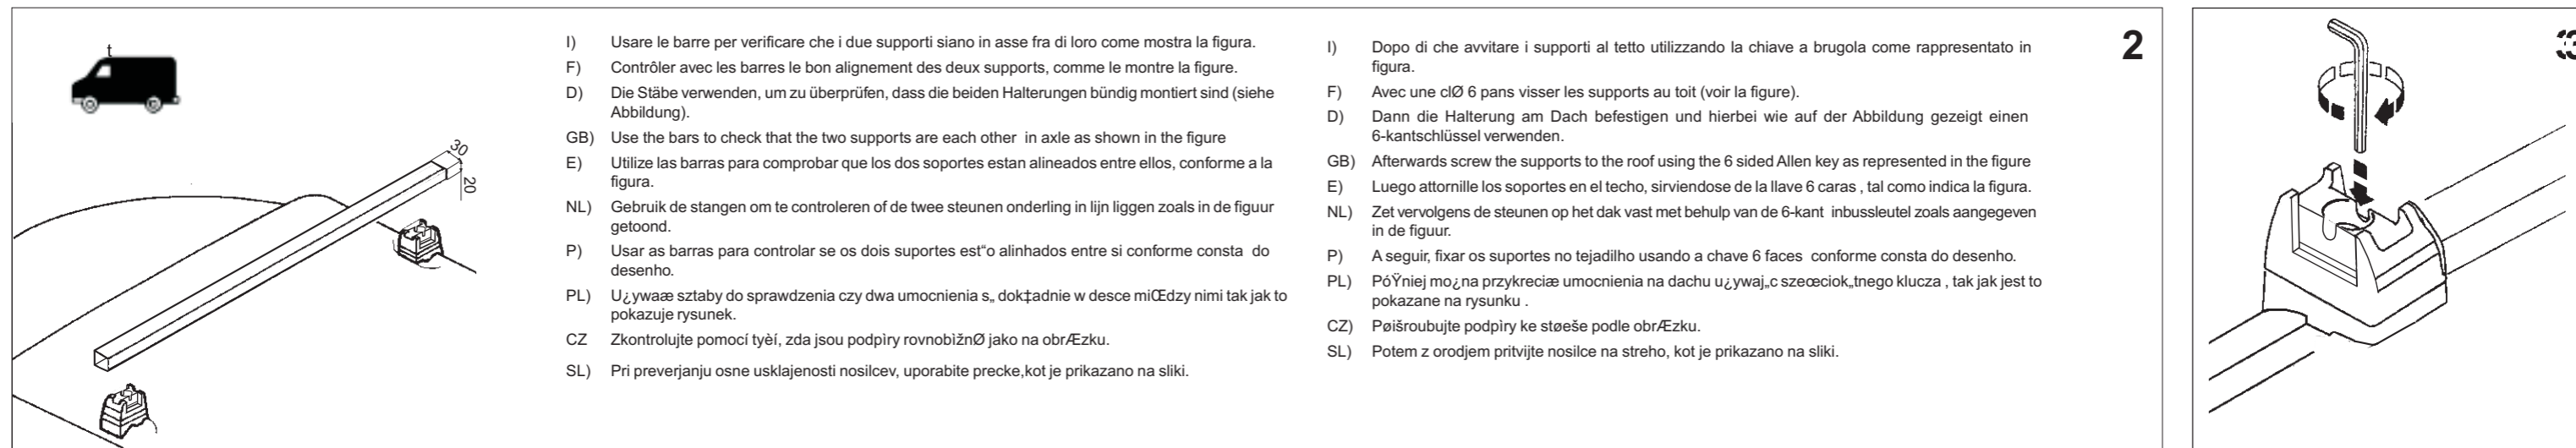 t
30
20
I) Usare le barre per verificare che i due supporti siano in asse fra di loro come mostra la figura.
F) Contrôler avec les barres le bon alignement des deux supports, comme le montre la figure.
D) Die Stäbe verwenden, um zu überprüfen, dass die beiden Halterungen bündig montiert sind (siehe
Abbildung).
GB) Use the bars to check that the two supports are each other in axle as shown in the figure
E) Utilize las barras para comprobar que los dos soportes estan alineados entre ellos, conforme a la
figura.
NL) Gebruik de stangen om te controleren of de twee steunen onderling in lijn liggen zoals in de figuur
getoond.
P) Usar as barras para controlar se os dois suportes est“o alinhados entre si conforme consta do
desenho.
PL) U¿ywaæ sztaby do sprawdzenia czy dwa umocnienia s„ dok‡adnie w desce miŒdzy nimi tak jak to
pokazuje rysunek.
CZ Zkontrolujte pomocí tyèí, zda jsou podpìry rovnobìžnØ jako na obrÆzku.
SL) Pri preverjanju osne usklajenosti nosilcev, uporabite precke,kot je prikazano na sliki.
I) Dopo di che avvitare i supporti al tetto utilizzando la chiave a brugola come rappresentato in
figura.
F) Avec une clØ 6 pans visser les supports au toit (voir la figure).
D) Dann die Halterung am Dach befestigen und hierbei wie auf der Abbildung gezeigt einen
6-kantschlüssel verwenden.
GB) Afterwards screw the supports to the roof using the 6 sided Allen key as represented in the figure
E) Luego attornille los soportes en el techo, sirviendose de la llave 6 caras , tal como indica la figura.
NL) Zet vervolgens de steunen op het dak vast met behulp van de 6-kant inbussleutel zoals aangegeven
in de figuur.
P) A seguir, fixar os suportes no tejadilho usando a chave 6 faces conforme consta do desenho.
PL) PóŸniej mo¿na przykreciæ umocnienia na dachu u¿ywaj„c szeœciok„tnego klucza , tak jak jest to
pokazane na rysunku .
CZ) Pøišroubujte podpìry ke støeše podle obrÆzku.
SL) Potem z orodjem pritvijte nosilce na streho, kot je prikazano na sliki.
2
3